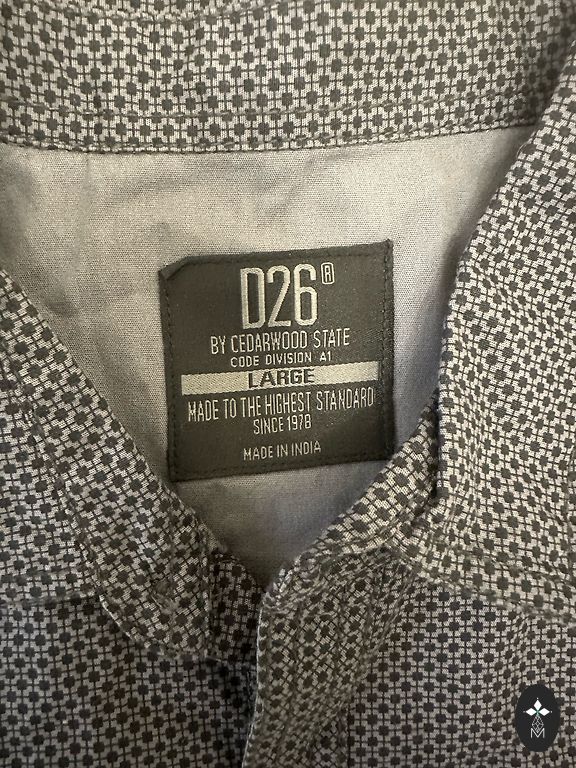 D26®
BY CEDARWOOD STATE
CODE DIVISION A1
LARGE
MADE TO THE HIGHEST STANDARD
SINCE 1978
MADE IN INDIA
M